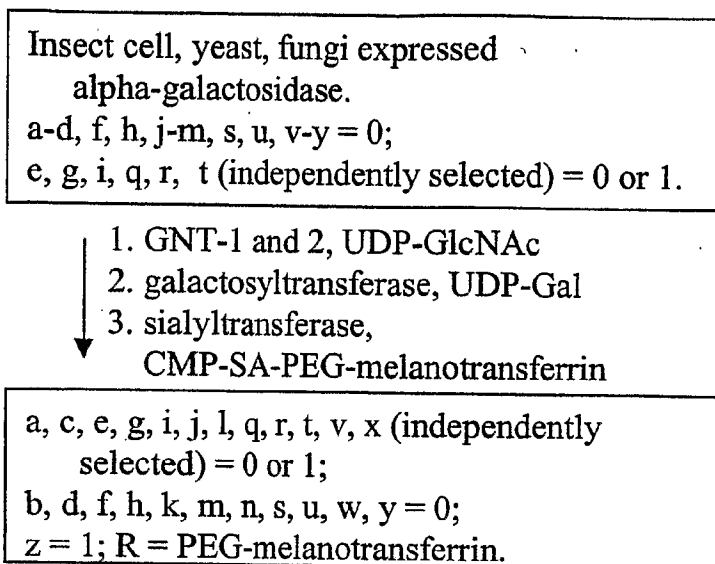 Insect cell, yeast, fungi expressed
alpha-galactosidase.
a-d, f, h, j-m, s, u, v-y = 0;
e, g, i, q, r, t (independently selected) = 0 or 1.
1. GNT-1 and 2, UDP-GlcNAc
2. galactosyltransferase, UDP-Gal
3. sialyltransferase,
CMP-SA-PEG-melanotransferrin
a, c, e, g, i, j, l, q, r, t, v, x (independently
selected) = 0 or 1;
b, d, f, h, k, m, n, s, u, w, y = 0;
z = 1; R = PEG-melanotransferrin.